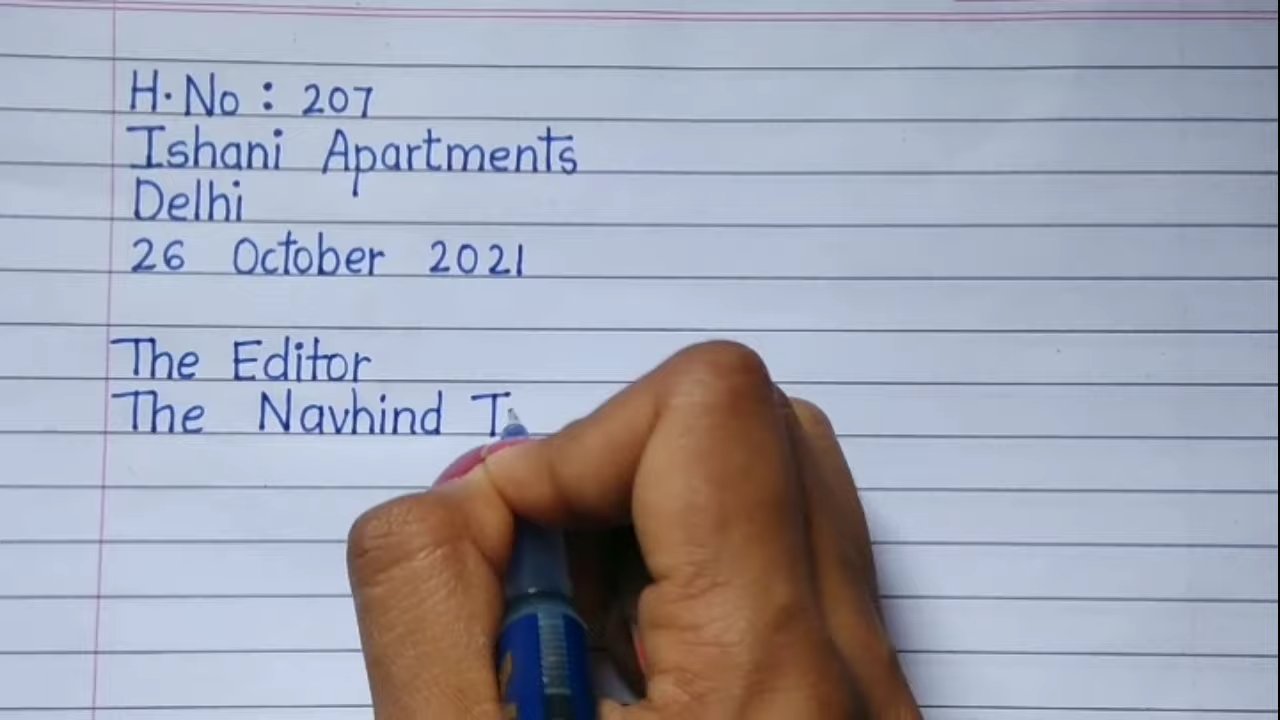 H.No : 207
Ishani Apartments
Delhi
26 October 2021
The Editor
The Navhind T